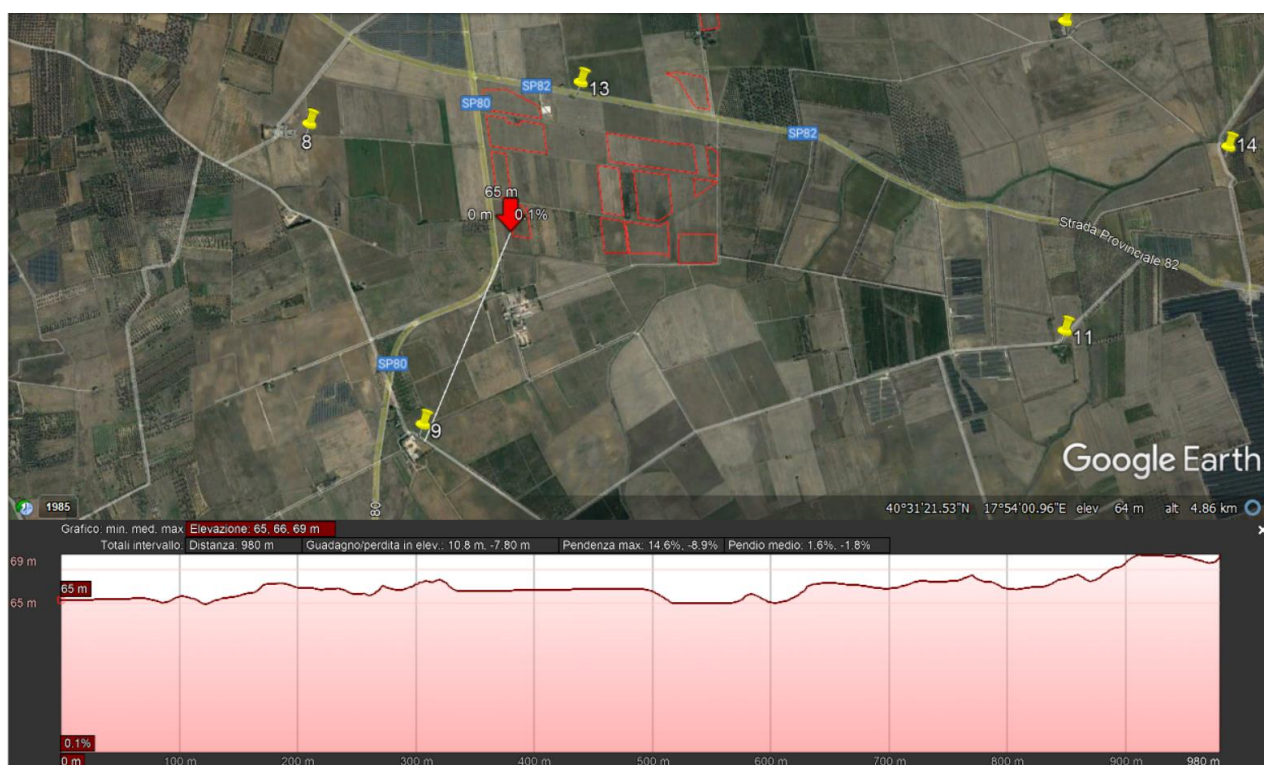 SP82
13
SP80
8
SP82
14
65 m
0 m 0.1%
Strada Provinciale 82
11
SP80
9
Google Earth
80
1985
40°31'21.53"N 17°54'00.96"E elev 64 m alt 4.86 km
Grafico: min. med. max Elevazione: 65, 66, 69 m
Totali intervallo: Distanza: 980 m Guadagno/perdita in elev.: 10.8 m, -7.80 m Pendenza max: 14.6%, -8.9% Pendio medio: 1.6%, -1.8%
69 m
65 m
65 m
0.1%
0 m 100 m 200 m 300 m 400 m 500 m 600 m 700 m 800 m 900 m 980 m